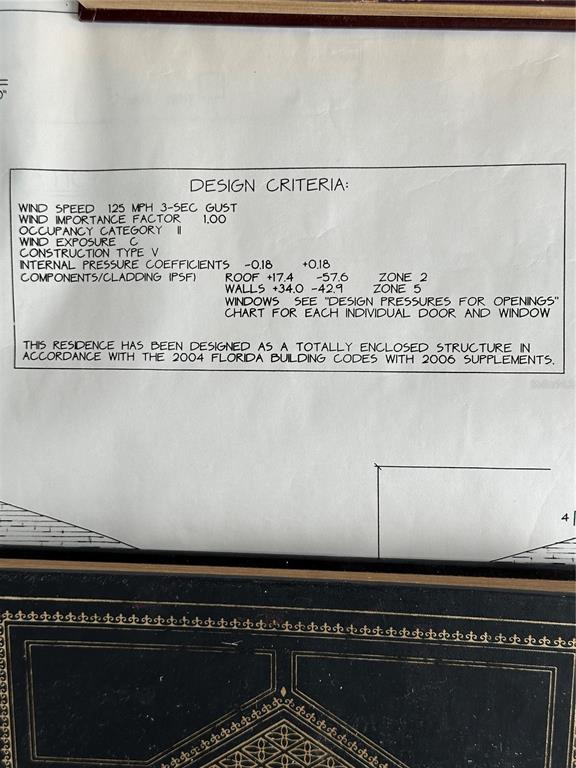 0"
DESIGN CRITERIA:
WIND SPEED 125 MPH 3-SEC GUST
WIND IMPORTANCE FACTOR 1.00
OCCUPANCY CATEGORY II
WIND EXPOSURE C
CONSTRUCTION TYPE V
INTERNAL PRESSURE COEFFICIENTS -0.18 +0.18
COMPONENTS/CLADDING (PSF) ROOF +17.4 -57.6 ZONE 2
WALLS +34.0 -42.9 ZONE 5
WINDOWS SEE "DESIGN PRESSURES FOR OPENINGS"
CHART FOR EACH INDIVIDUAL DOOR AND WINDOW
THIS RESIDENCE HAS BEEN DESIGNED AS A TOTALLY ENCLOSED STRUCTURE IN
ACCORDANCE WITH THE 2004 FLORIDA BUILDING CODES WITH 2006 SUPPLEMENTS.
4